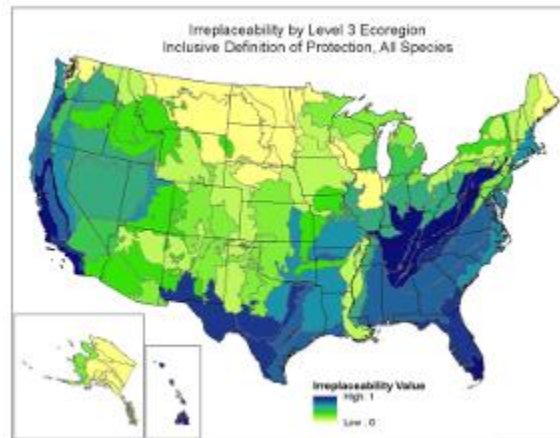 Irreplaceability by Level 3 Ecoregion
Inclusive Definition of Protection, All Species
Irreplaceability Value
High : 1
Low : 0